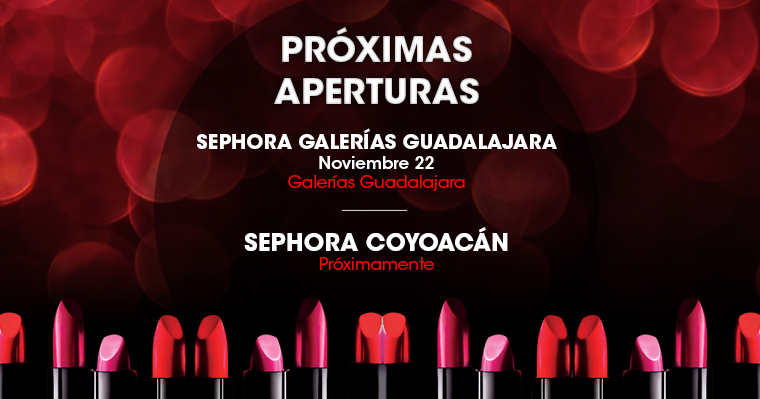 PRÓXIMAS
APERTURAS
SEPHORA GALERÍAS GUADALAJARA
Noviembre 22
Galerías Guadalajara
SEPHORA COYOACÁN
Próximamente